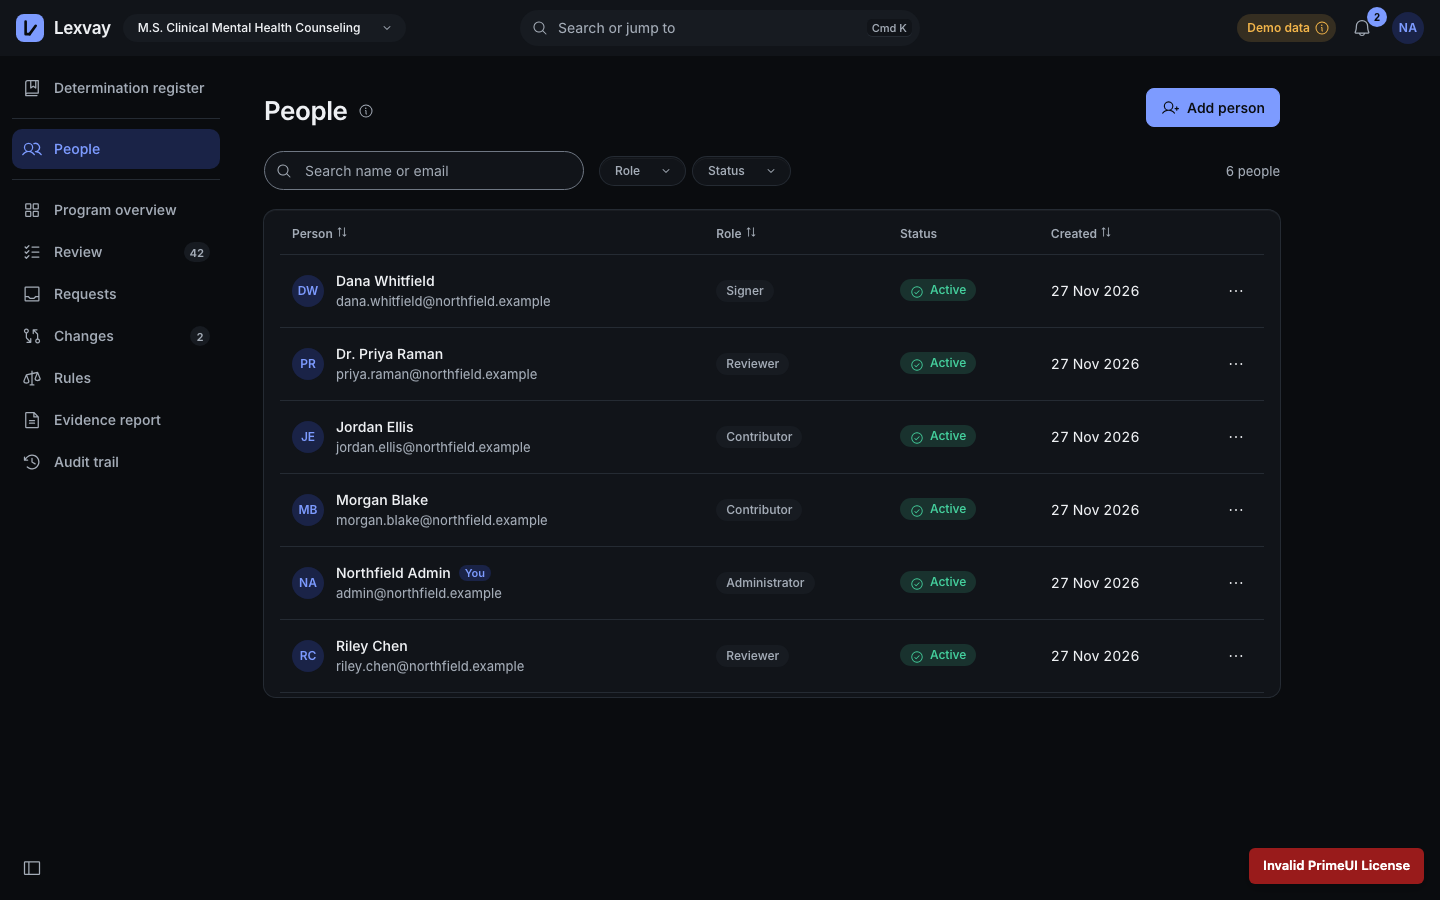 Lexvay
M.S. Clinical Mental Health Counseling
Search or jump to
Cmd K
Demo data
2
NA
Determination register
People
Program overview
Review
42
Requests
Changes
2
Rules
Evidence report
Audit trail
People
Add person
Search name or email
Role
Status
6 people
Person
Role
Status
Created
DW
Dana Whitfield
dana.whitfield@northfield.example
Signer
Active
27 Nov 2026
PR
Dr. Priya Raman
priya.raman@northfield.example
Reviewer
Active
27 Nov 2026
JE
Jordan Ellis
jordan.ellis@northfield.example
Contributor
Active
27 Nov 2026
MB
Morgan Blake
morgan.blake@northfield.example
Contributor
Active
27 Nov 2026
NA
Northfield Admin
You
admin@northfield.example
Administrator
Active
27 Nov 2026
RC
Riley Chen
riley.chen@northfield.example
Reviewer
Active
27 Nov 2026
Invalid PrimeUI License